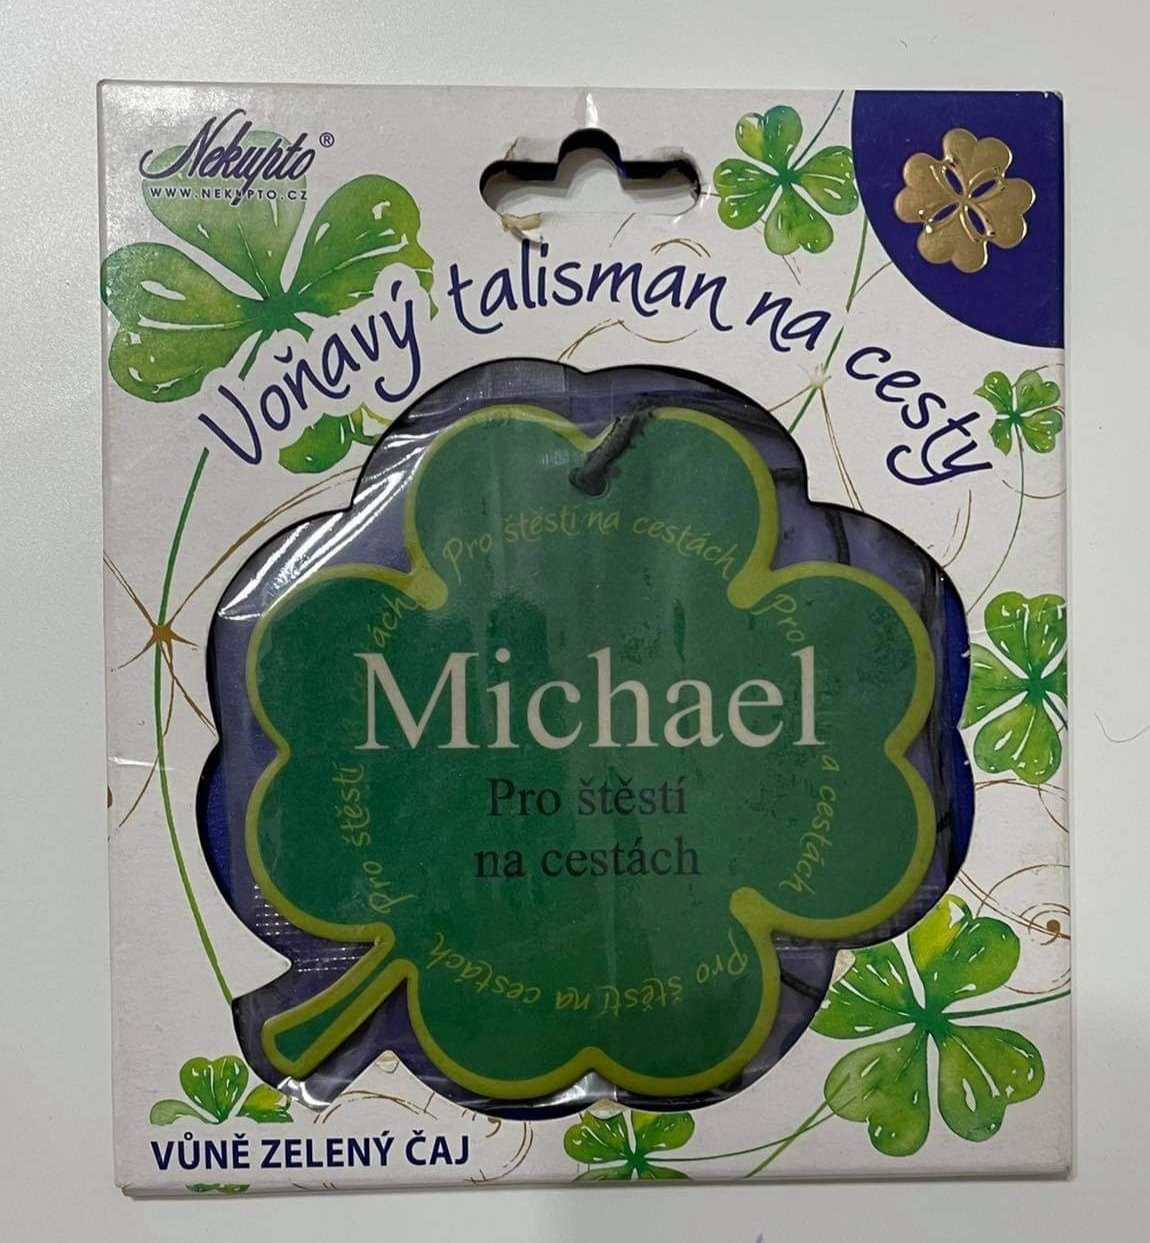 Nekupto®
WWW.NEKUPTO.CZ
Voňavý talisman na cesty
Pro štěstí na cestách
Michael
Pro štěstí
na cestách
Pro štěstí na cestách
VŮNĚ ZELENÝ ČAJ